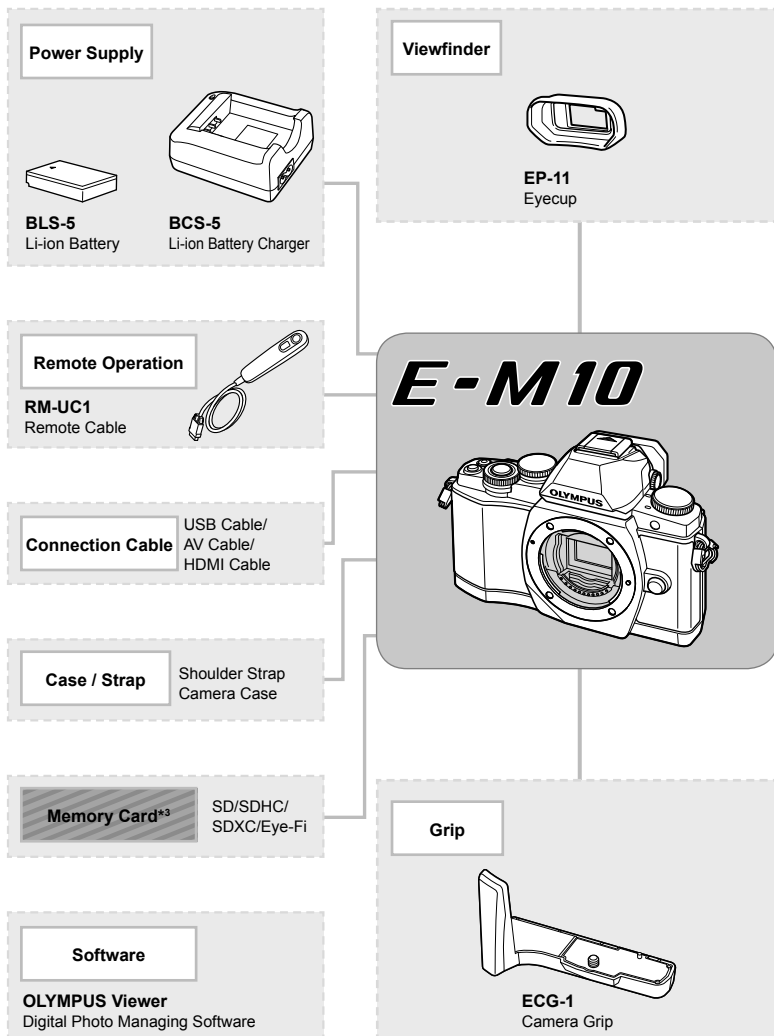 Power Supply
BLS-5
Li-ion Battery
BCS-5
Li-ion Battery Charger
Viewfinder
EP-11
Eyecup
Remote Operation
RM-UC1
Remote Cable
E-M10
OLYMPUS
Connection Cable
USB Cable/
AV Cable/
HDMI Cable
Case / Strap
Shoulder Strap
Camera Case
Memory Card*3
SD/SDHC/
SDXC/Eye-Fi
Grip
ECG-1
Camera Grip
Software
OLYMPUS Viewer
Digital Photo Managing Software